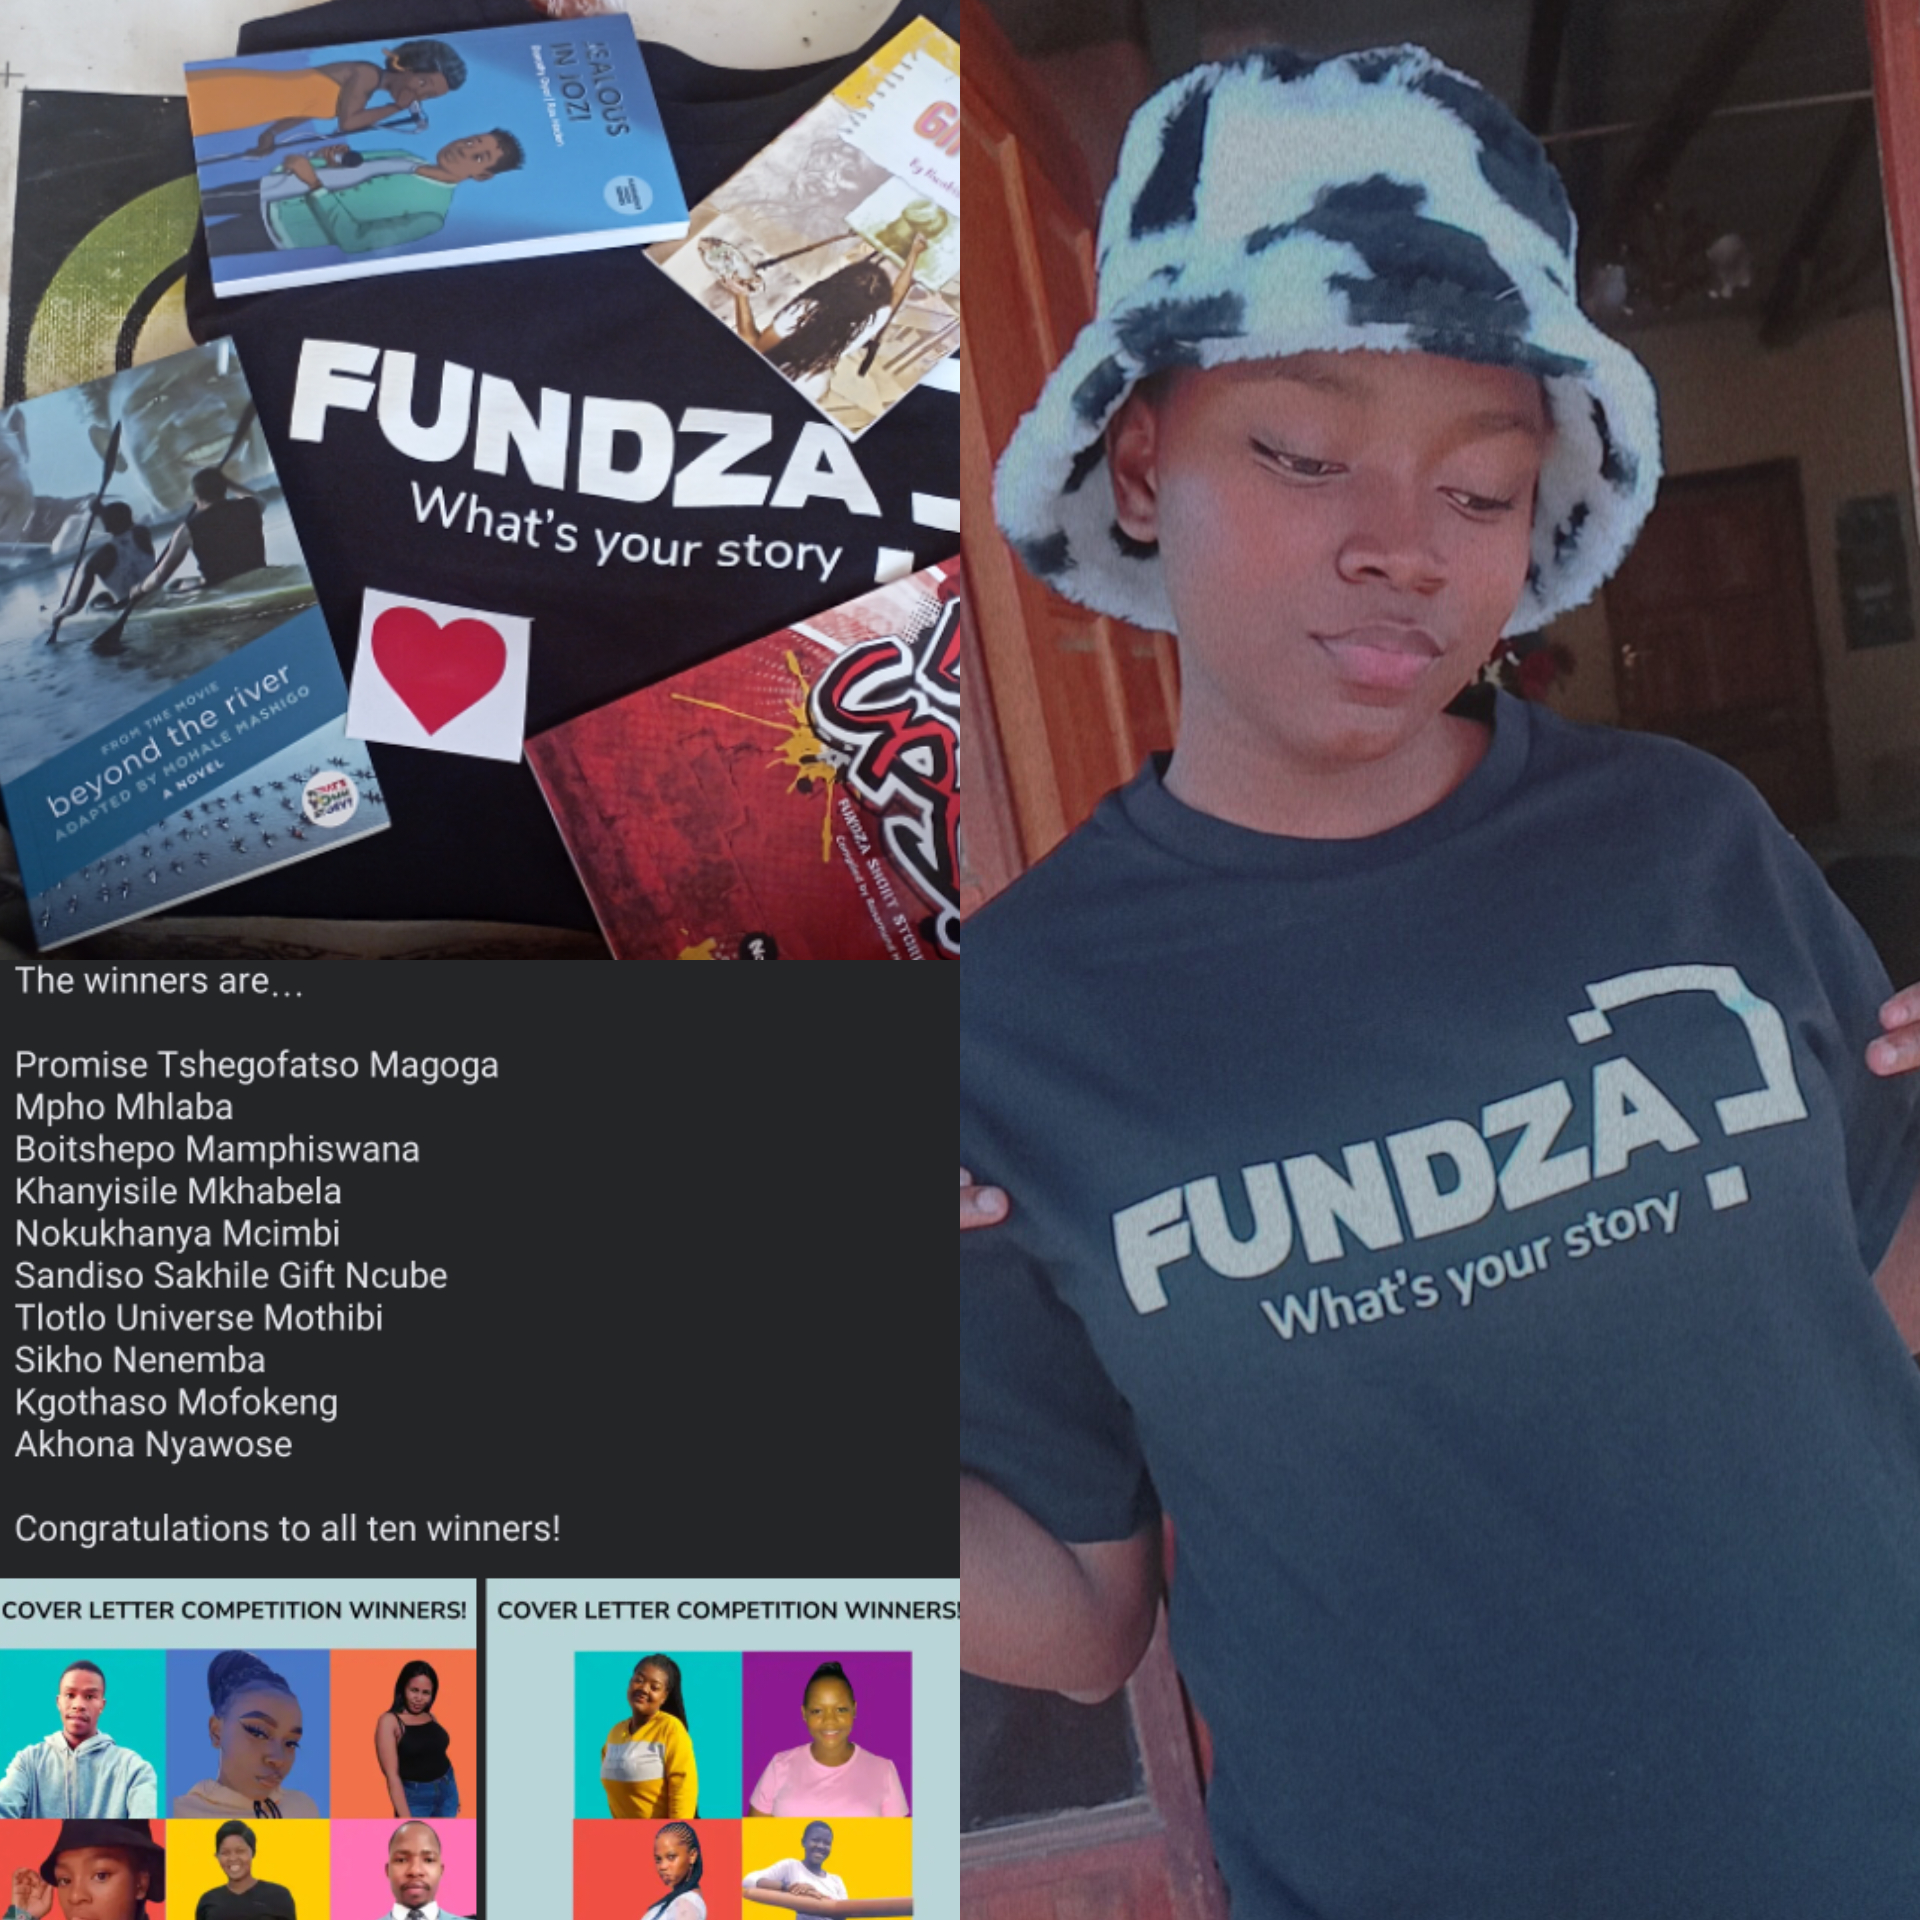 JEALOUS
IN JOZI
FUNDZA
What's your story
FROM THE MOVIE
beyond the river
ADAPTED BY MOHALE MASHIGO
A NOVEL
FUNDZA SHORT
Compiled by
The winners are...
Promise Tshegofatso Magoga
Mpho Mhlaba
Boitshepo Mamphiswana
Khanyisile Mkhabela
Nokukhanya Mcimbi
Sandiso Sakhile Gift Ncube
Tlotlo Universe Mothibi
Sikho Nenemba
Kgothaso Mofokeng
Akhona Nyawose
Congratulations to all ten winners!
COVER LETTER COMPETITION WINNERS!
COVER LETTER COMPETITION WINNERS!
FUNDZA
What's your story